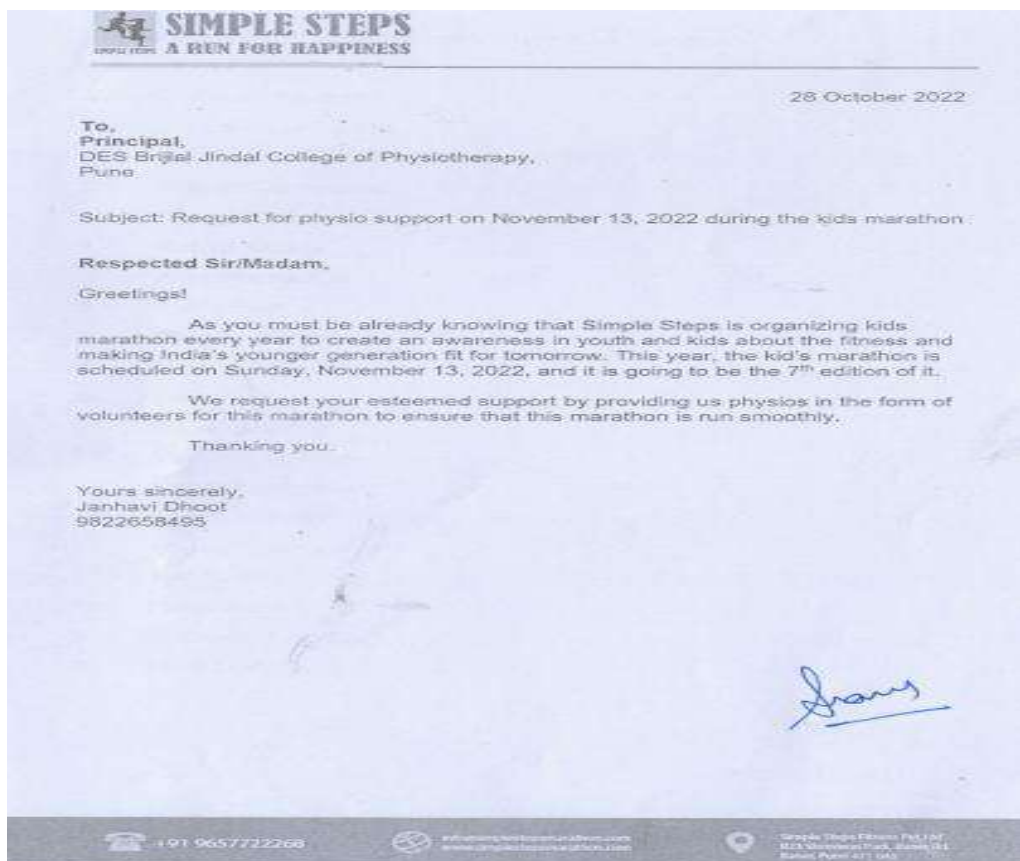 SIMPLE STEPS
A RUN FOR HAPPINESS
28 October 2022
To,
Principal,
DES Brijlal Jindal College of Physiotherapy,
Pune
Subject: Request for physio support on November 13, 2022 during the kids marathon
Respected Sir/Madam,
Greetings!
As you must be already knowing that Simple Steps is organizing kids
marathon every year to create an awareness in youth and kids about the fitness and
making India's younger generation fit for tomorrow. This year, the kid's marathon is
scheduled on Sunday, November 13, 2022, and it is going to be the 7th edition of it.
We request your esteemed support by providing us physios in the form of
volunteers for this marathon to ensure that this marathon is run smoothly.
Thanking you.
Yours sincerely,
Janhavi Dhoot
9822658495
+91 9657722268
Simple Steps Fitness Pvt Ltd